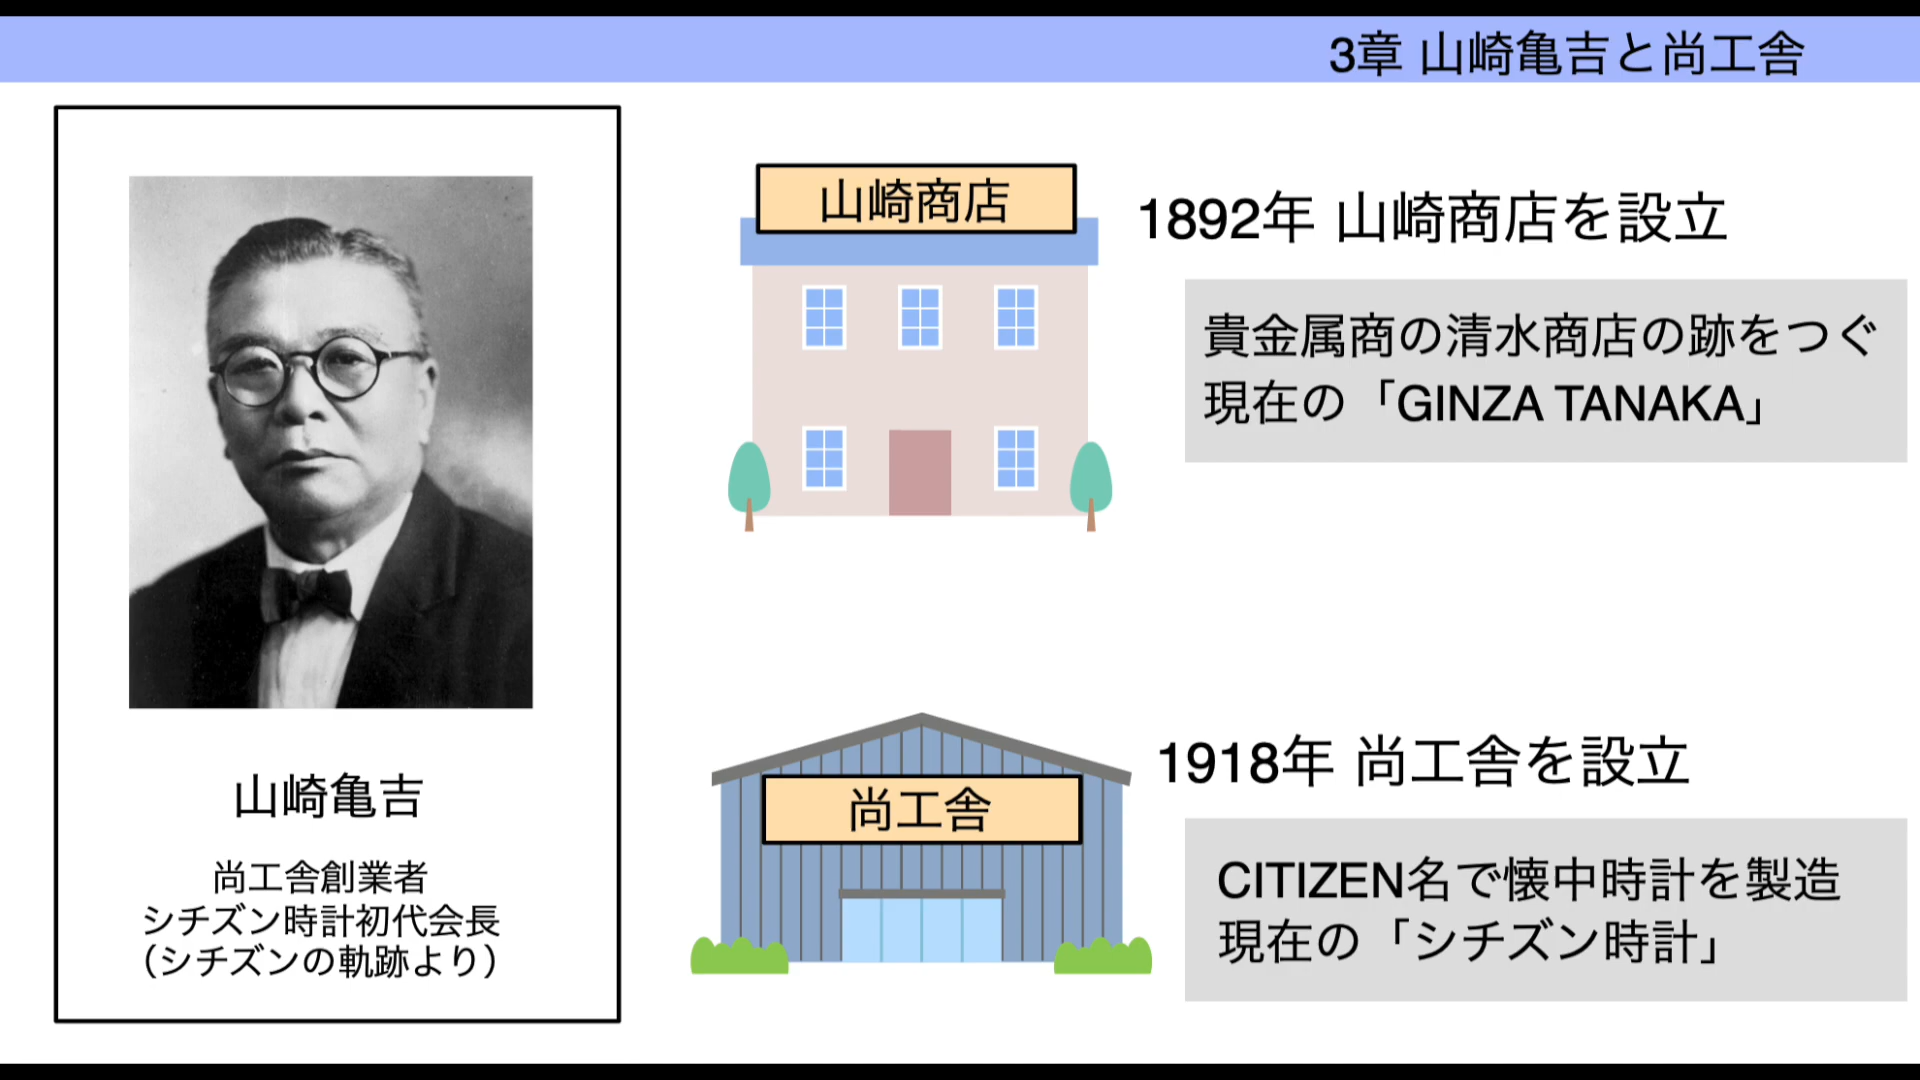 3章 山崎亀吉と尚工舎
山崎亀吉
尚工舎創業者
シチズン時計初代会長
（シチズンの軌跡より）
山崎商店
1892年 山崎商店を設立
貴金属商の清水商店の跡をつぐ
現在の「GINZA TANAKA」
尚工舎
1918年 尚工舎を設立
CITIZEN名で懐中時計を製造
現在の「シチズン時計」